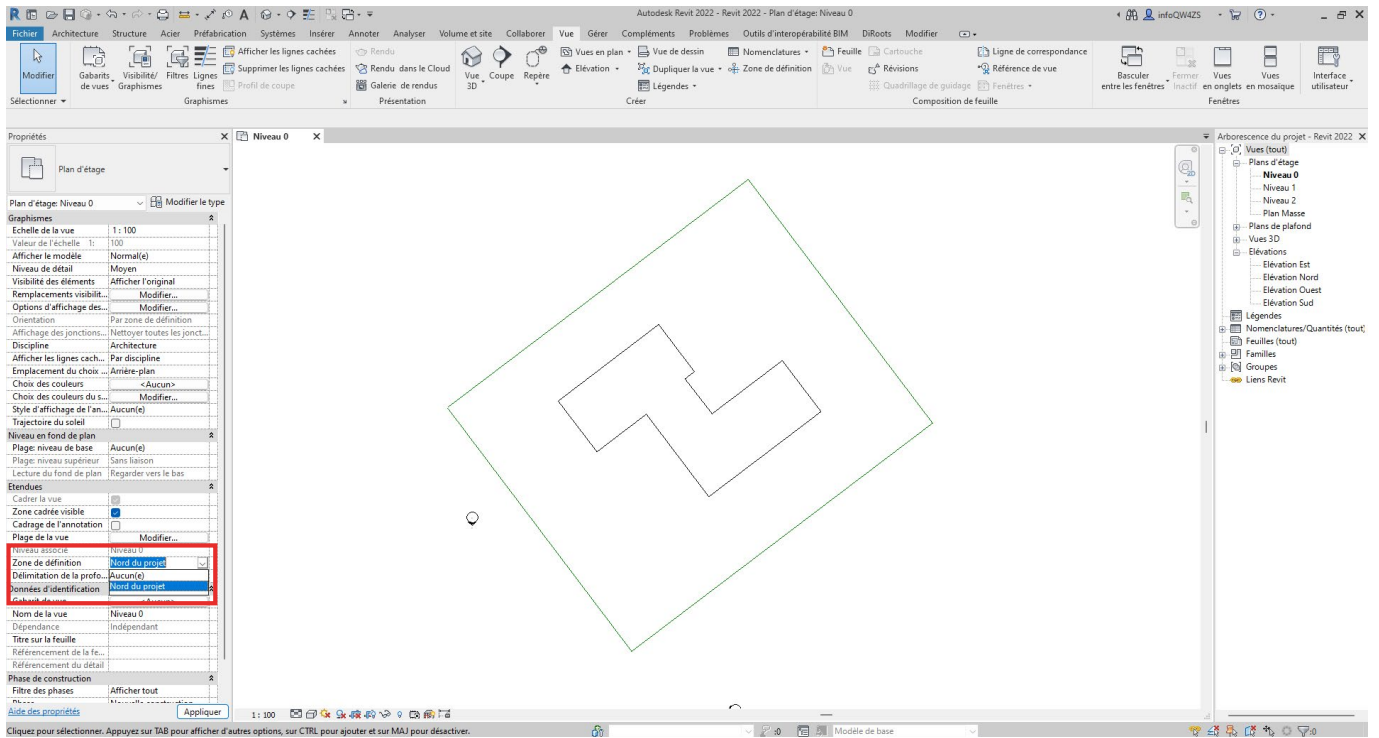 Autodesk Revit 2022 - Revit 2022 - Plan d'étage: Niveau 0
infoQW4ZS
Fichier Architecture Structure Acier Préfabrication Systèmes Insérer Annoter Analyser Volume et site Collaborer Vue Gérer Compléments Problèmes Outils d'interopérabilité BIM DiRoots Modifier
Modifier
Sélectionner
Gabarits de vues
Visibilité/ Graphismes
Filtres
Lignes fines
Afficher les lignes cachées
Supprimer les lignes cachées
Profil de coupe
Graphismes
Rendu
Rendu dans le Cloud
Galerie de rendus
Présentation
Vue 3D
Coupe
Repère
Vues en plan
Elévation
Vue de dessin
Dupliquer la vue
Légendes
Nomenclatures
Zone de définition
Créer
Feuille
Vue
Cartouche
Révisions
Quadrillage de guidage
Ligne de correspondance
Référence de vue
Fenêtres
Composition de feuille
Basculer entre les fenêtres
Fermer Inactif
Vues en onglets
Vues en mosaïque
Interface utilisateur
Fenêtres
Propriétés X
Plan d'étage
Plan d'étage: Niveau 0 Modifier le type
Graphismes
Echelle de la vue 1 : 100
Valeur de l'échelle 1: 100
Afficher le modèle Normal(e)
Niveau de détail Moyen
Visibilité des éléments Afficher l'original
Remplacements visibilit... Modifier...
Options d'affichage des... Modifier...
Orientation Par zone de définition
Affichage des jonctions... Nettoyer toutes les jonct...
Discipline Architecture
Afficher les lignes cach... Par discipline
Emplacement du choix ... Arrière-plan
Choix des couleurs <Aucun>
Choix des couleurs du s... Modifier...
Style d'affichage de l'an... Aucun(e)
Trajectoire du soleil
Niveau en fond de plan
Plage: niveau de base Aucun(e)
Plage: niveau supérieur Sans liaison
Lecture du fond de plan Regarder vers le bas
Etendues
Cadrer la vue
Zone cadrée visible
Cadrage de l'annotation
Plage de la vue Modifier...
Niveau associé Niveau 0
Zone de définition Nord du projet
Délimitation de la profo... Aucun(e)
Données d'identification Nord du projet
Gabarit de vue <Aucun>
Nom de la vue Niveau 0
Dépendance Indépendant
Titre sur la feuille
Référencement de la fe...
Référencement du détail
Phase de construction
Filtre des phases Afficher tout
Phase Nouvelle construction
Aide des propriétés Appliquer
Niveau 0 X
2D
Arborescence du projet - Revit 2022 X
Vues (tout)
Plans d'étage
Niveau 0
Niveau 1
Niveau 2
Plan Masse
Plans de plafond
Vues 3D
Elévations
Elévation Est
Elévation Nord
Elévation Ouest
Elévation Sud
Légendes
Nomenclatures/Quantités (tout)
Feuilles (tout)
Familles
Groupes
Liens Revit
1 : 100
Cliquez pour sélectionner. Appuyez sur TAB pour afficher d'autres options, sur CTRL pour ajouter et sur MAJ pour désactiver.
:0
Modèle de base
:0